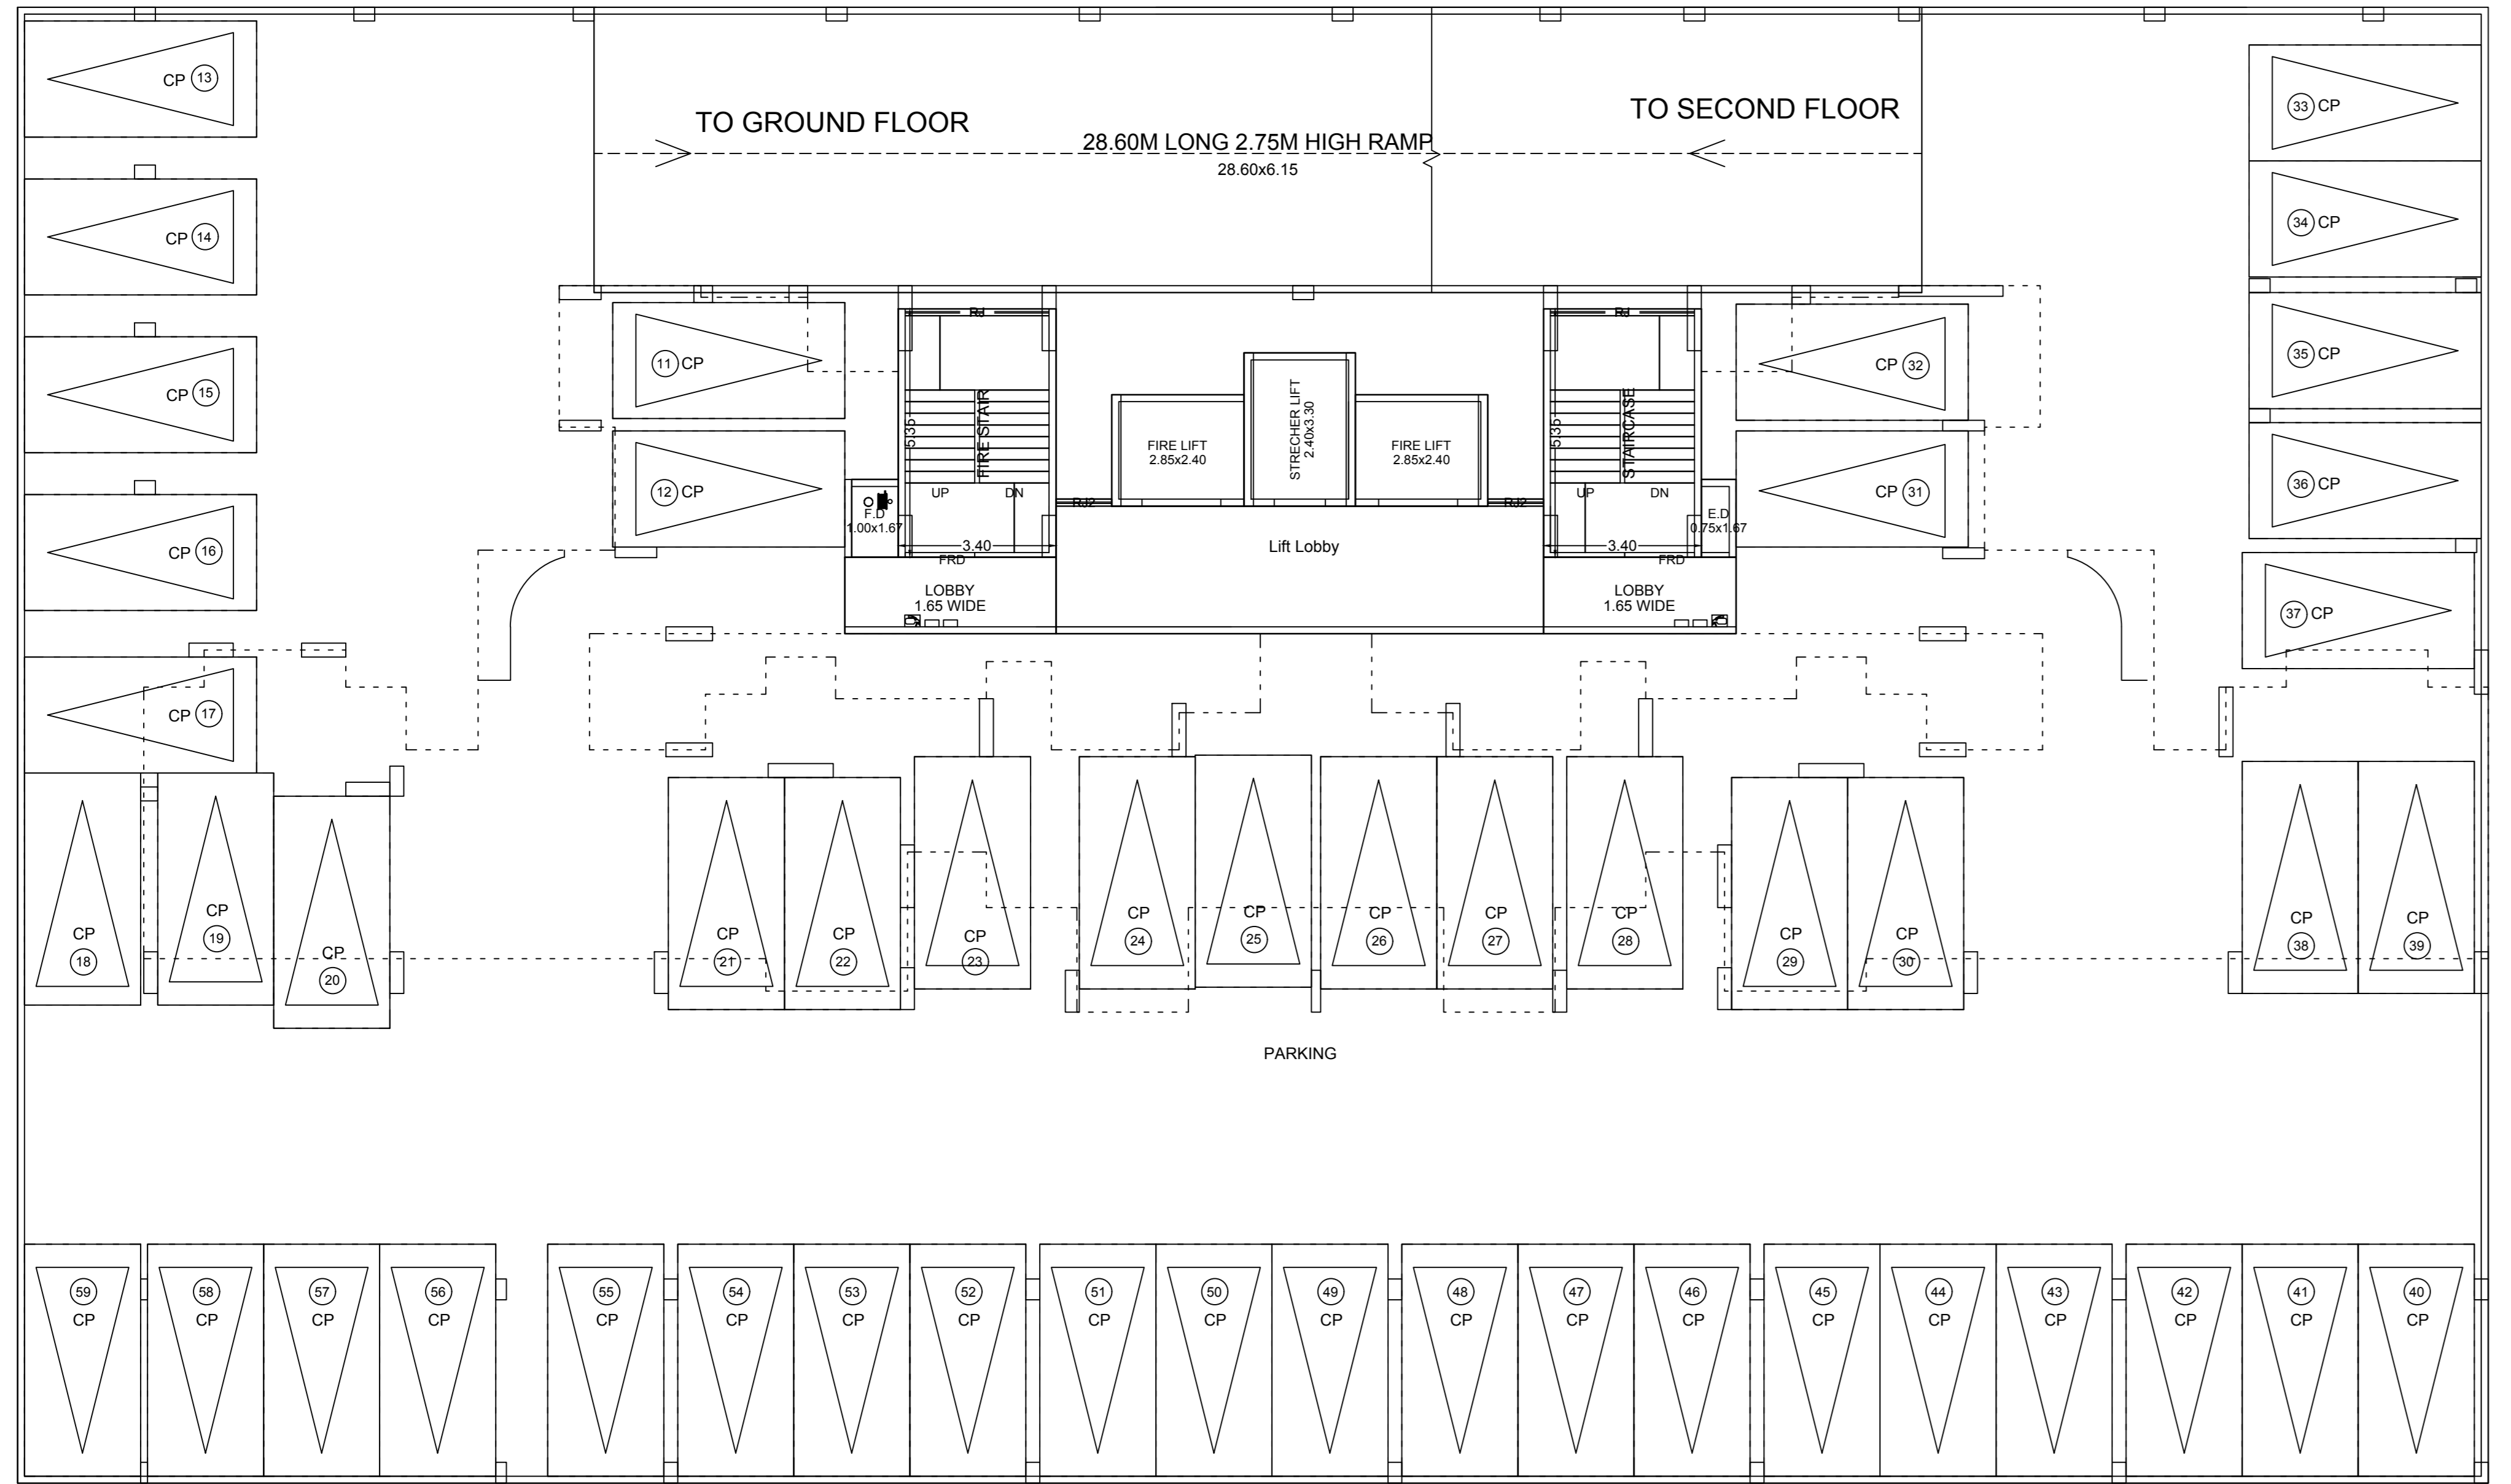 CP 13
33 CP
TO GROUND FLOOR
TO SECOND FLOOR
28.60M LONG 2.75M HIGH RAMP
28.60x6.15
CP 14
34 CP
CP 15
35 CP
11 CP
CP 32
12 CP
CP 31
CP 16
36 CP
37 CP
RJ
5.35
FIRE STAIR
UP
DN
3.40
FRD
F.D
1.00x1.67
LOBBY
1.65 WIDE
RJ2
FIRE LIFT
2.85x2.40
STRECHER LIFT
2.40x3.30
FIRE LIFT
2.85x2.40
RJ2
Lift Lobby
RJ
5.35
STAIRCASE
UP
DN
3.40
FRD
E.D
0.75x1.67
LOBBY
1.65 WIDE
CP 17
CP
18
CP
19
CP
20
CP
21
CP
22
CP
23
CP
24
CP
25
CP
26
CP
27
CP
28
CP
29
CP
30
CP
38
CP
39
PARKING
59
CP
58
CP
57
CP
56
CP
55
CP
54
CP
53
CP
52
CP
51
CP
50
CP
49
CP
48
CP
47
CP
46
CP
45
CP
44
CP
43
CP
42
CP
41
CP
40
CP